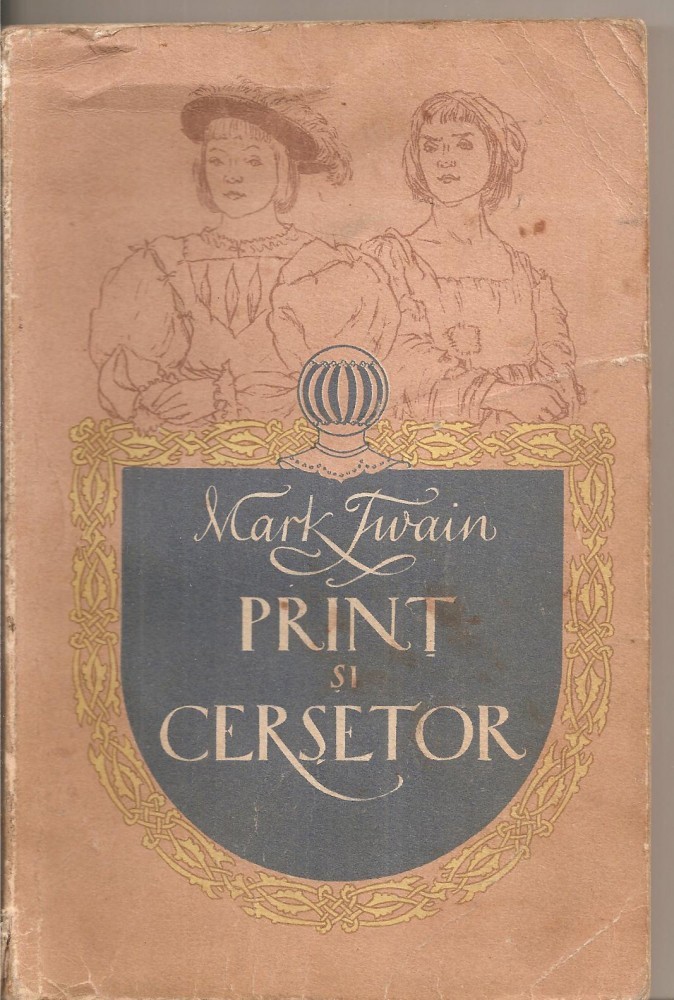 Mark Twain
PRINȚ
ȘI
CERȘETOR